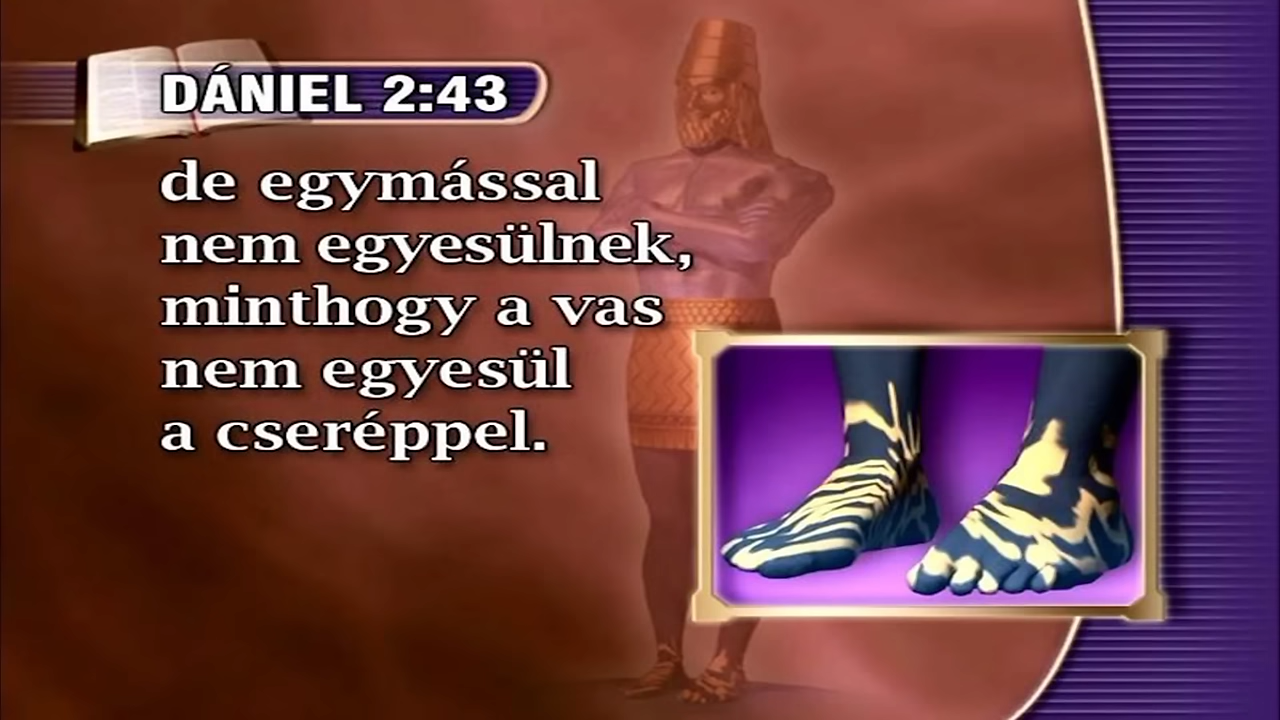 DÁNIEL 2:43
de egymással
nem egyesülnek,
minthogy a vas
nem egyesül
a cseréppel.